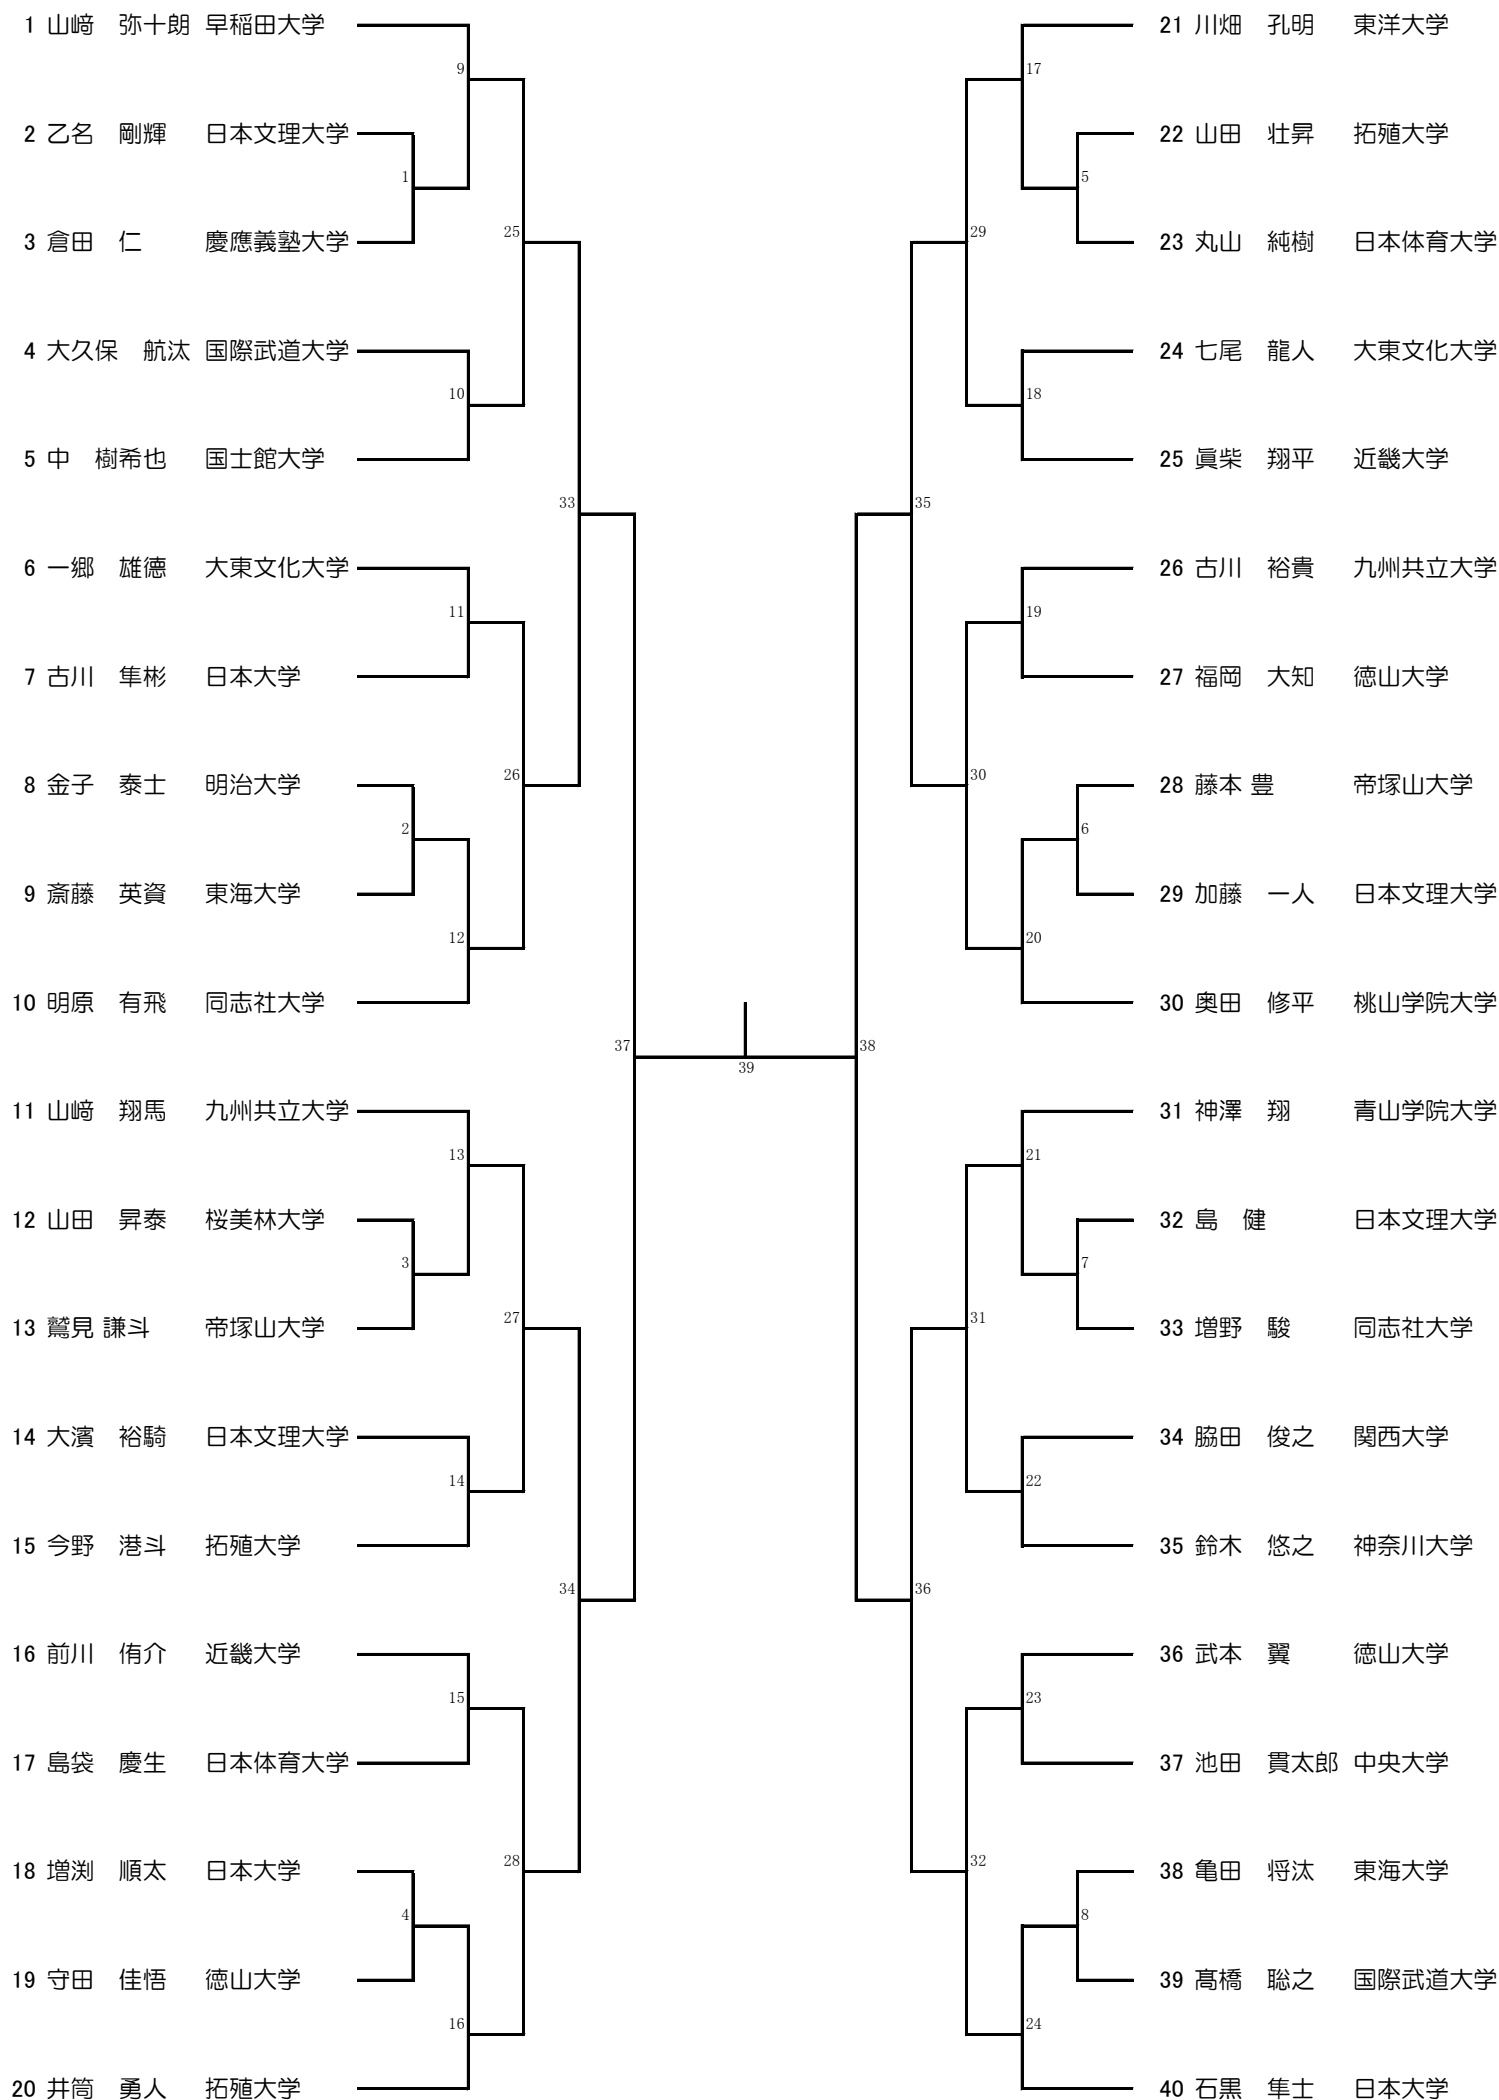 1 山﨑　弥十朗 早稲田大学
9
2 乙名　剛輝 日本文理大学
1
3 倉田　仁 慶應義塾大学
25
4 大久保　航汰 国際武道大学
10
5 中　樹希也 国士館大学
33
6 一郷　雄德 大東文化大学
11
7 古川　隼彬 日本大学
26
8 金子　泰士 明治大学
2
9 斎藤　英資 東海大学
12
10 明原　有飛 同志社大学
37
11 山﨑　翔馬 九州共立大学
13
12 山田　昇泰 桜美林大学
3
13 鷲見 謙斗 帝塚山大学
27
14 大濱　裕騎 日本文理大学
14
15 今野　港斗 拓殖大学
34
16 前川　侑介 近畿大学
15
17 島袋　慶生 日本体育大学
28
18 増渕　順太 日本大学
4
19 守田　佳悟 徳山大学
16
20 井筒　勇人 拓殖大学
39
21 川畑　孔明 東洋大学
17
22 山田　壮昇 拓殖大学
5
23 丸山　純樹 日本体育大学
29
24 七尾　龍人 大東文化大学
18
25 眞柴　翔平 近畿大学
35
26 古川　裕貴 九州共立大学
19
27 福岡　大知 徳山大学
30
28 藤本 豊 帝塚山大学
6
29 加藤　一人 日本文理大学
20
30 奥田　修平 桃山学院大学
38
31 神澤　翔 青山学院大学
21
32 島　健 日本文理大学
7
33 増野　駿 同志社大学
31
34 脇田　俊之 関西大学
22
35 鈴木　悠之 神奈川大学
36
36 武本　翼 徳山大学
23
37 池田　貫太郎 中央大学
32
38 亀田　将汰 東海大学
8
39 髙橋　聡之 国際武道大学
24
40 石黒　隼士 日本大学